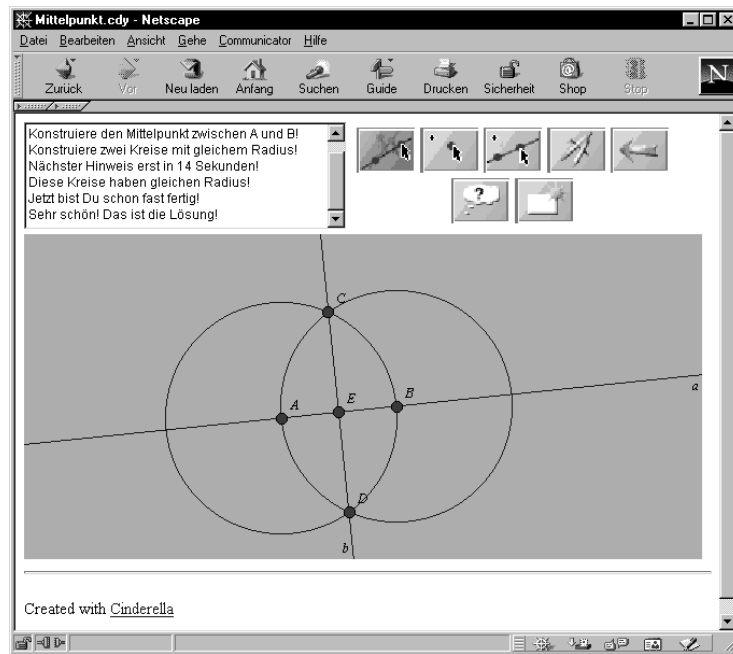 Mittelpunkt.cdy - Netscape
Datei Bearbeiten Ansicht Gehe Communicator Hilfe
Zurück Vor Neu laden Anfang Suchen Guide Drucken Sicherheit Shop Stop
N
Konstruiere den Mittelpunkt zwischen A und B!
Konstruiere zwei Kreise mit gleichem Radius!
Nächster Hinweis erst in 14 Sekunden!
Diese Kreise haben gleichen Radius!
Jetzt bist Du schon fast fertig!
Sehr schön! Das ist die Lösung!
?
C
a
A E B
D
b
Created with Cinderella